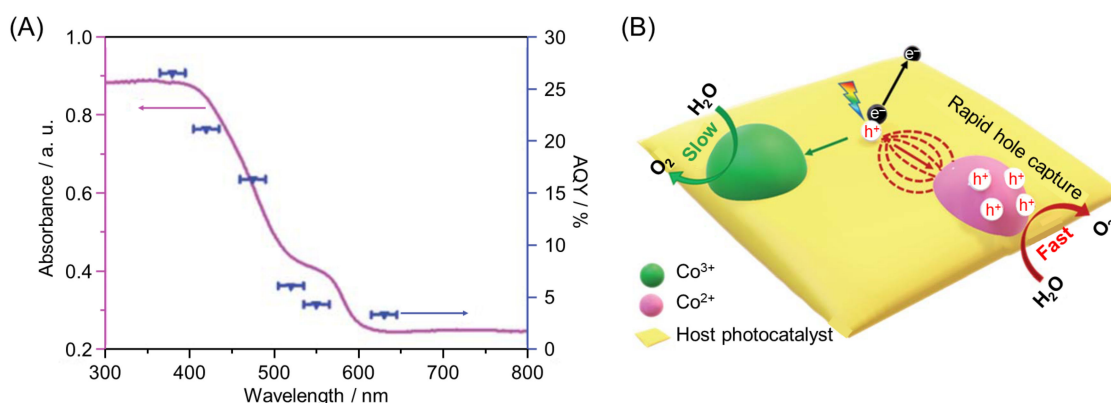 (A)
1.0
0.8
0.6
0.4
0.2
Absorbance / a. u.
30
25
20
15
10
5
0
AQY / %
300 400 500 600 700 800
Wavelength / nm
(B)
e⁻
H₂O
Slow
O₂
h⁺
Rapid hole capture
h⁺ h⁺
h⁺ h⁺
Fast
O₂
H₂O
Co³⁺
Co²⁺
Host photocatalyst